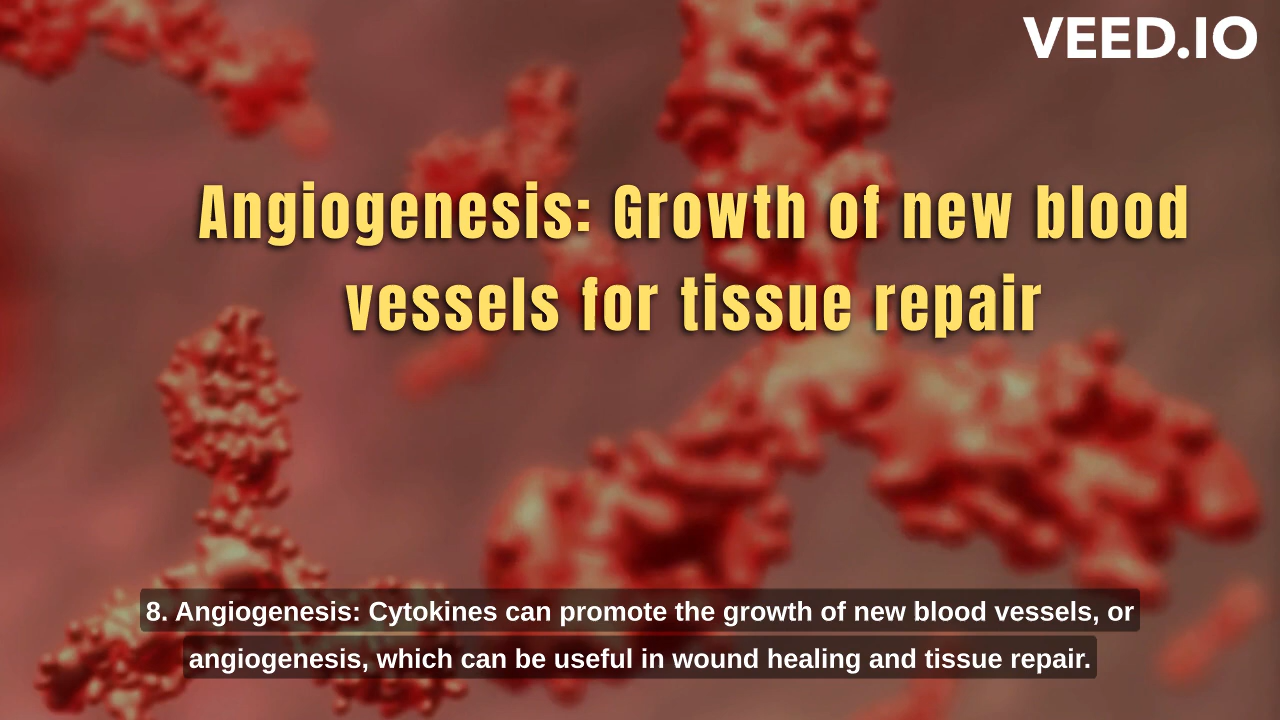 VEED.IO
Angiogenesis: Growth of new blood
vessels for tissue repair
8. Angiogenesis: Cytokines can promote the growth of new blood vessels, or
angiogenesis, which can be useful in wound healing and tissue repair.